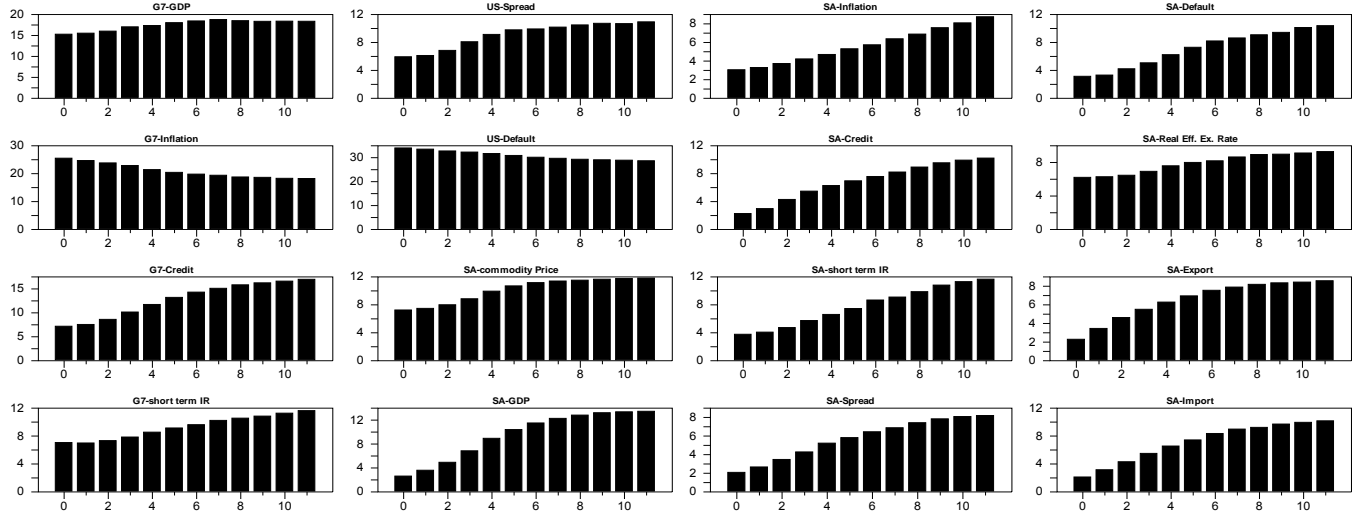 G7-GDP
20
15
10
5
0
0 2 4 6 8 10
US-Spread
12
8
4
0
0 2 4 6 8 10
SA-Inflation
8
6
4
2
0
0 2 4 6 8 10
SA-Default
12
8
4
0
0 2 4 6 8 10
G7-Inflation
30
20
10
0
0 2 4 6 8 10
US-Default
30
20
10
0
0 2 4 6 8 10
SA-Credit
12
8
4
0
0 2 4 6 8 10
SA-Real Eff. Ex. Rate
8
4
0
0 2 4 6 8 10
G7-Credit
15
10
5
0
0 2 4 6 8 10
SA-commodity Price
12
8
4
0
0 2 4 6 8 10
SA-short term IR
12
8
4
0
0 2 4 6 8 10
SA-Export
8
6
4
2
0
0 2 4 6 8 10
G7-short term IR
12
8
4
0
0 2 4 6 8 10
SA-GDP
12
8
4
0
0 2 4 6 8 10
SA-Spread
8
6
4
2
0
0 2 4 6 8 10
SA-Import
12
8
4
0
0 2 4 6 8 10